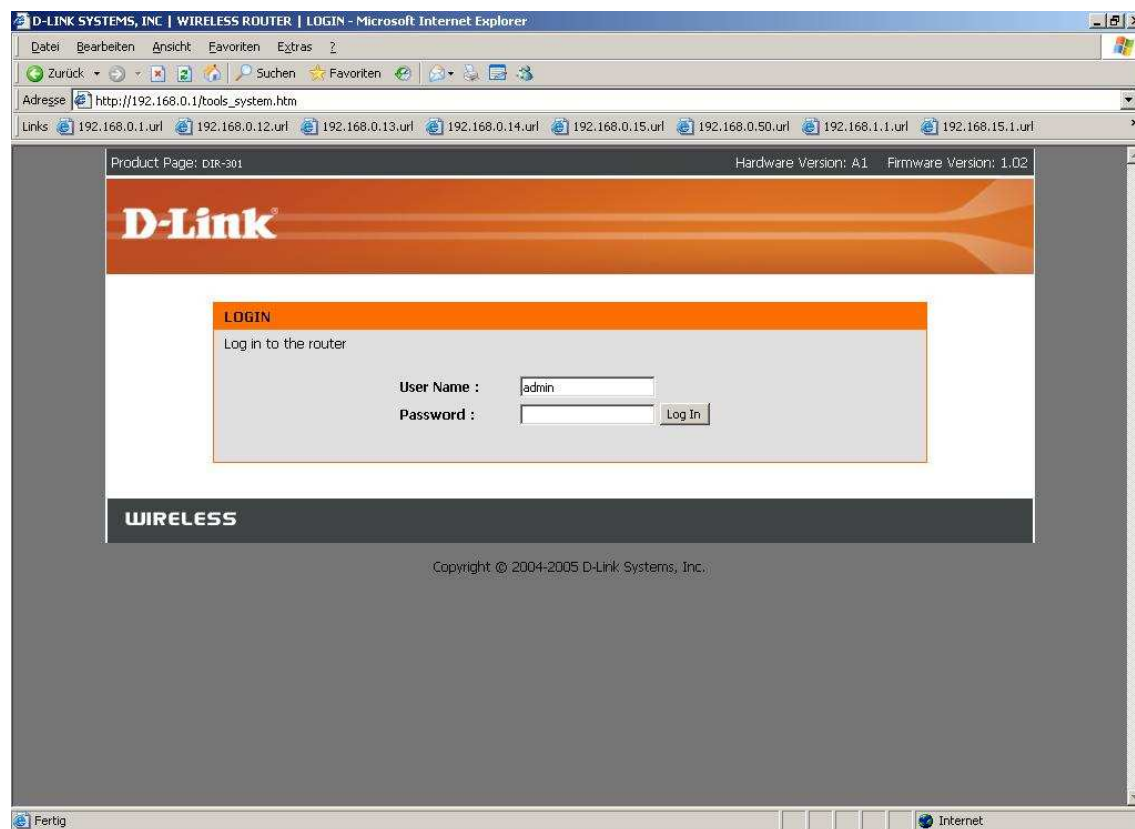 D-LINK SYSTEMS, INC | WIRELESS ROUTER | LOGIN - Microsoft Internet Explorer
Datei Bearbeiten Ansicht Favoriten Extras ?
Zurück Suchen Favoriten
Adresse http://192.168.0.1/tools_system.htm
Links 192.168.0.1.url 192.168.0.12.url 192.168.0.13.url 192.168.0.14.url 192.168.0.15.url 192.168.0.50.url 192.168.1.1.url 192.168.15.1.url
Product Page: DIR-301 Hardware Version: A1 Firmware Version: 1.02
D-Link®
LOGIN
Log in to the router
User Name : admin
Password : Log In
WIRELESS
Copyright © 2004-2005 D-Link Systems, Inc.
Fertig Internet